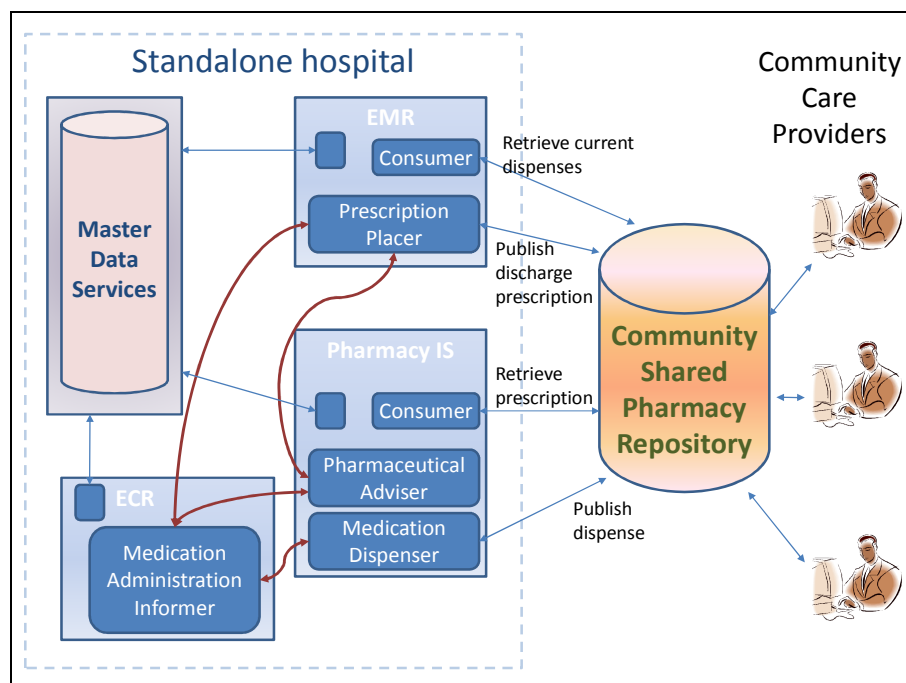 Standalone hospital
Community
Care
Providers
EMR
Consumer
Retrieve current
dispenses
Prescription
Placer
Publish
discharge
prescription
Master
Data
Services
Community
Shared
Pharmacy
Repository
Pharmacy IS
Consumer
Retrieve
prescription
Pharmaceutical
Adviser
Medication
Dispenser
Publish
dispense
ECR
Medication
Administration
Informer